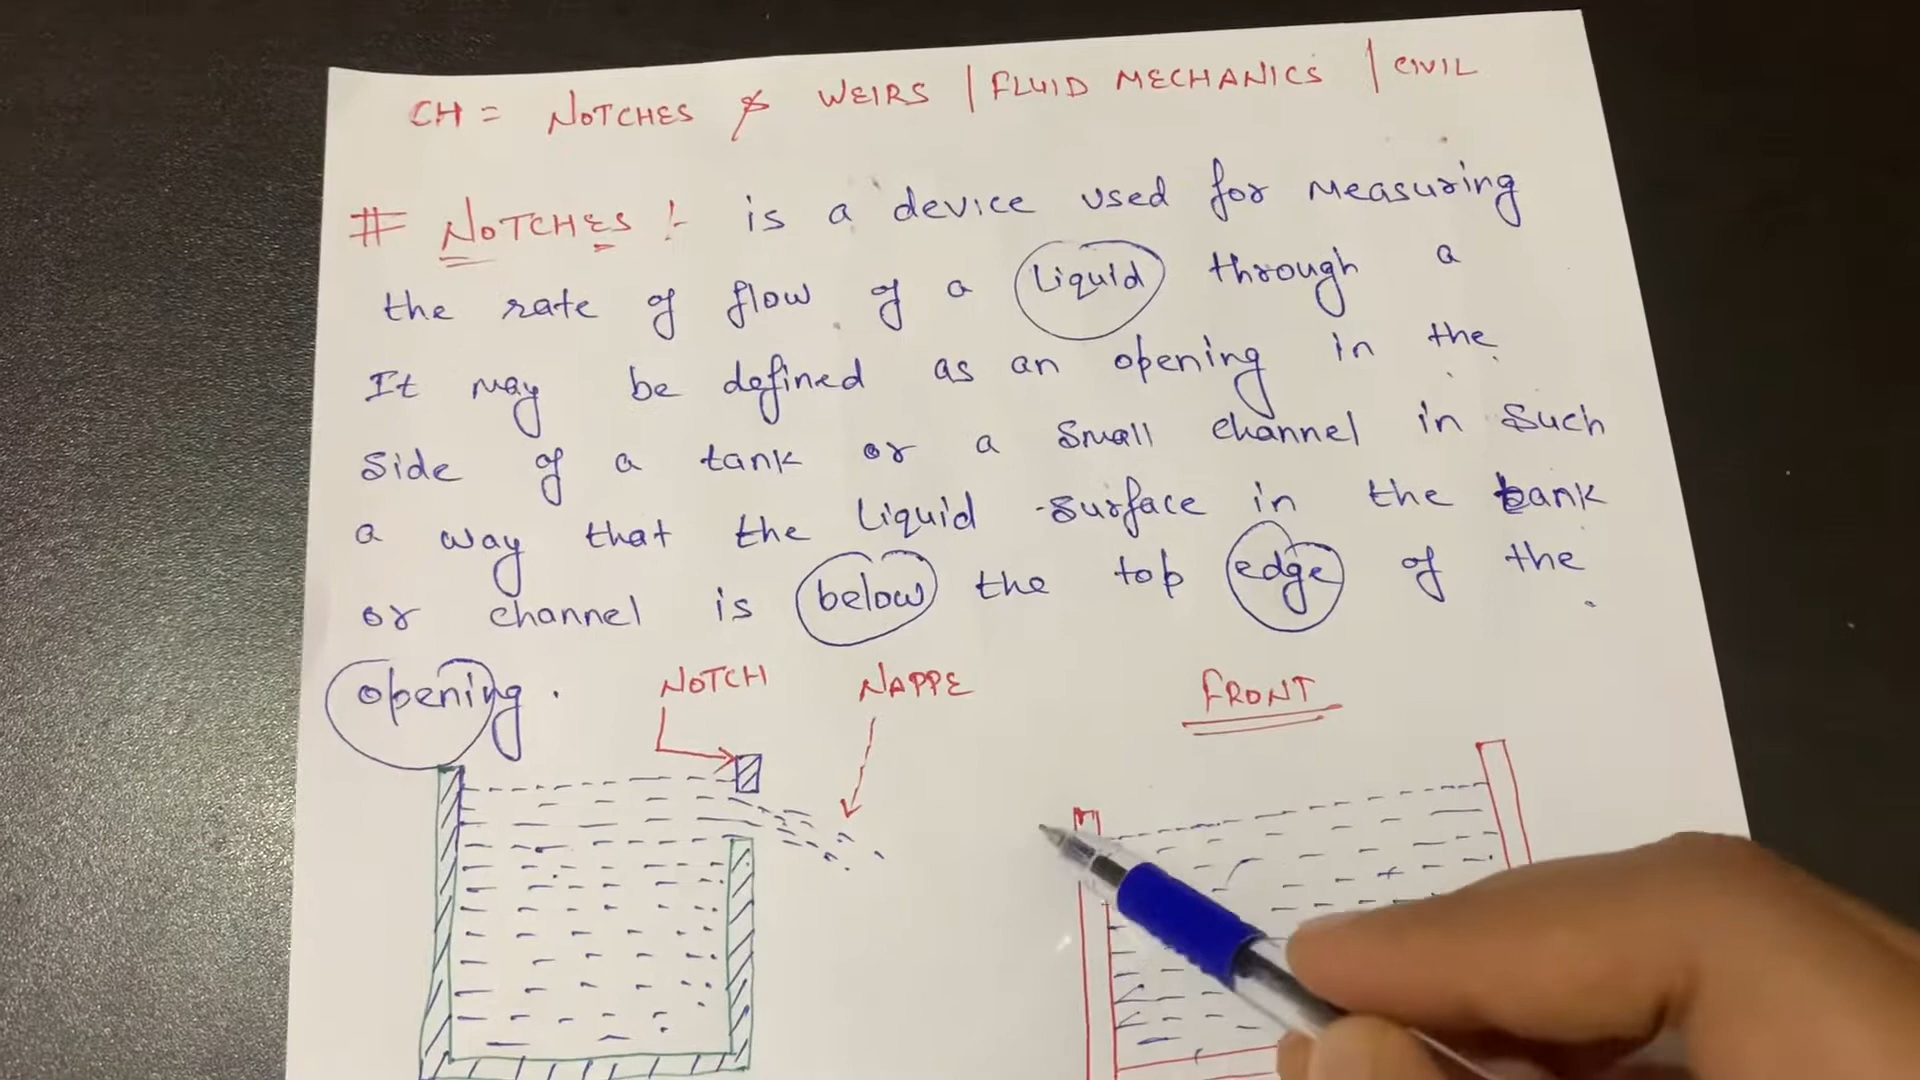 CH = NOTCHES & WEIRS | FLUID MECHANICS | CIVIL
# NOTCHES :- is a device used for measuring
the rate of flow of a liquid through a
It may be defined as an opening in the
side of a tank or a small channel in such
a way that the liquid surface in the tank
or channel is below the top edge of the
opening.
NOTCH NAPPE FRONT